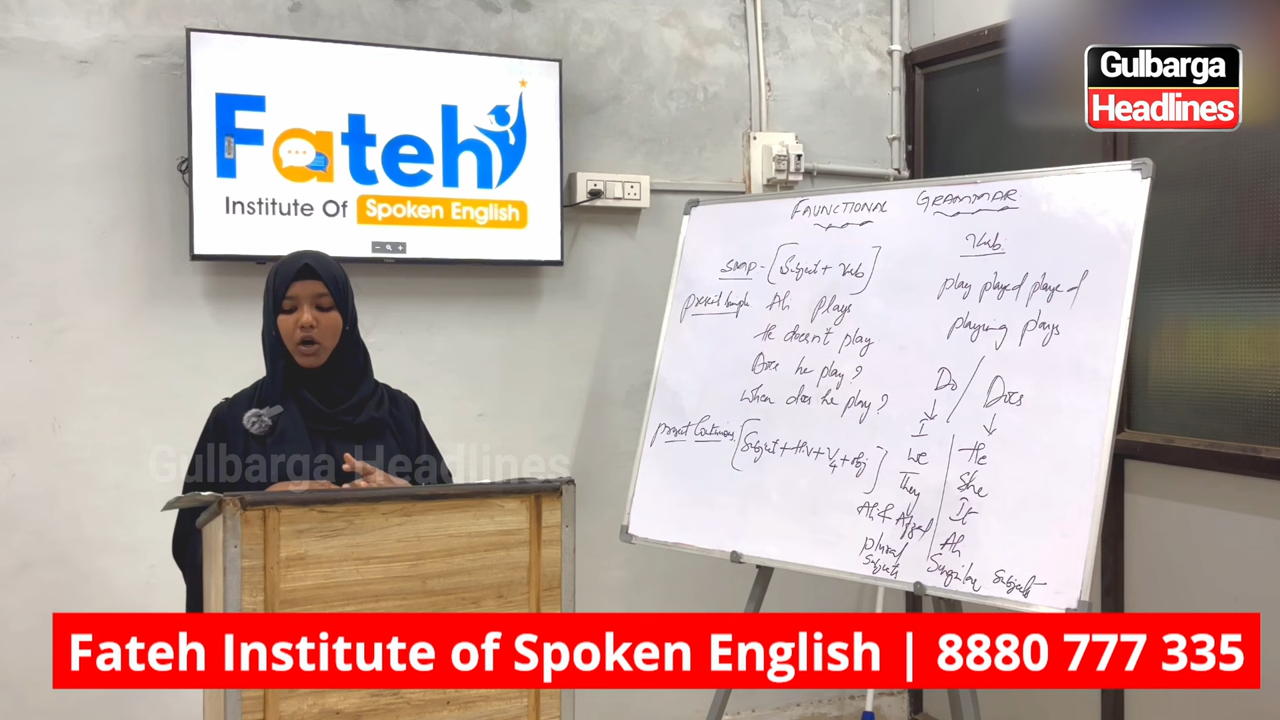 Gulbarga
Headlines
Fateh
Institute Of Spoken English
FAUNCTIONAL GRAMMAR
Verb
SMP - [Subject + Verb]
play played played
playing plays
present simple Ali plays
He doesn't play
Does he play?
When does he play?
Do / Does
present Continuous [Subject + H.V + V4 + obj]
I
we He
They She
Ali & Afzal It
Ali
plural
Subjects
Singular Subjects
Gulbarga Headlines
Fateh Institute of Spoken English | 8880 777 335